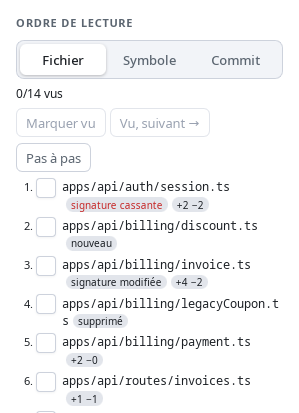 ORDRE DE LECTURE
Fichier Symbole Commit
0/14 vus
Marquer vu Vu, suivant →
Pas à pas
1. apps/api/auth/session.ts
signature cassante +2 −2
2. apps/api/billing/discount.ts
nouveau
3. apps/api/billing/invoice.ts
signature modifiée +4 −2
4. apps/api/billing/legacyCoupon.t
s supprimé
5. apps/api/billing/payment.ts
+2 −0
6. apps/api/routes/invoices.ts
+1 −1